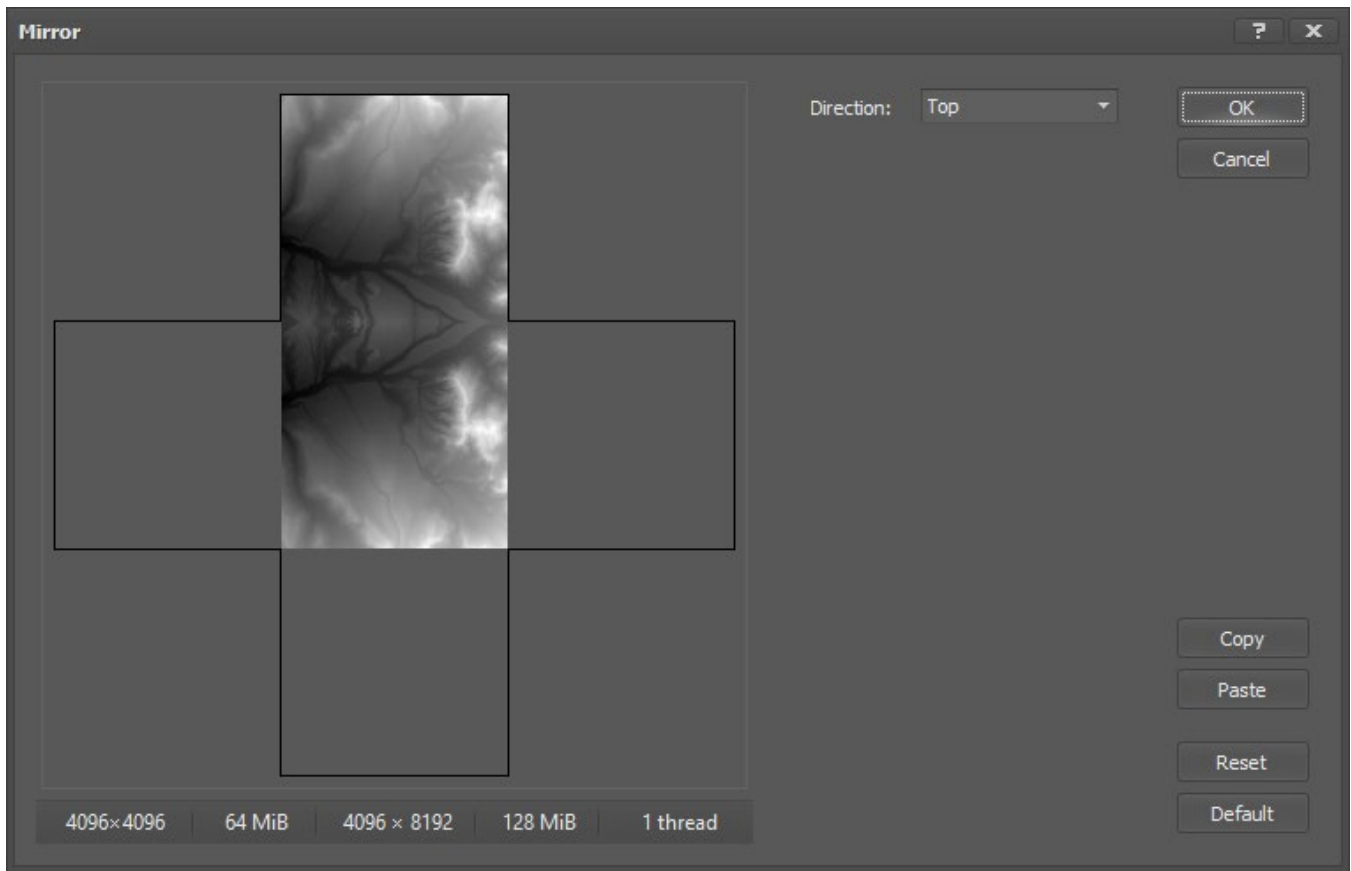 Mirror ? X
Direction: Top OK
Cancel
Copy
Paste
Reset
Default
4096×4096 64 MiB 4096 × 8192 128 MiB 1 thread